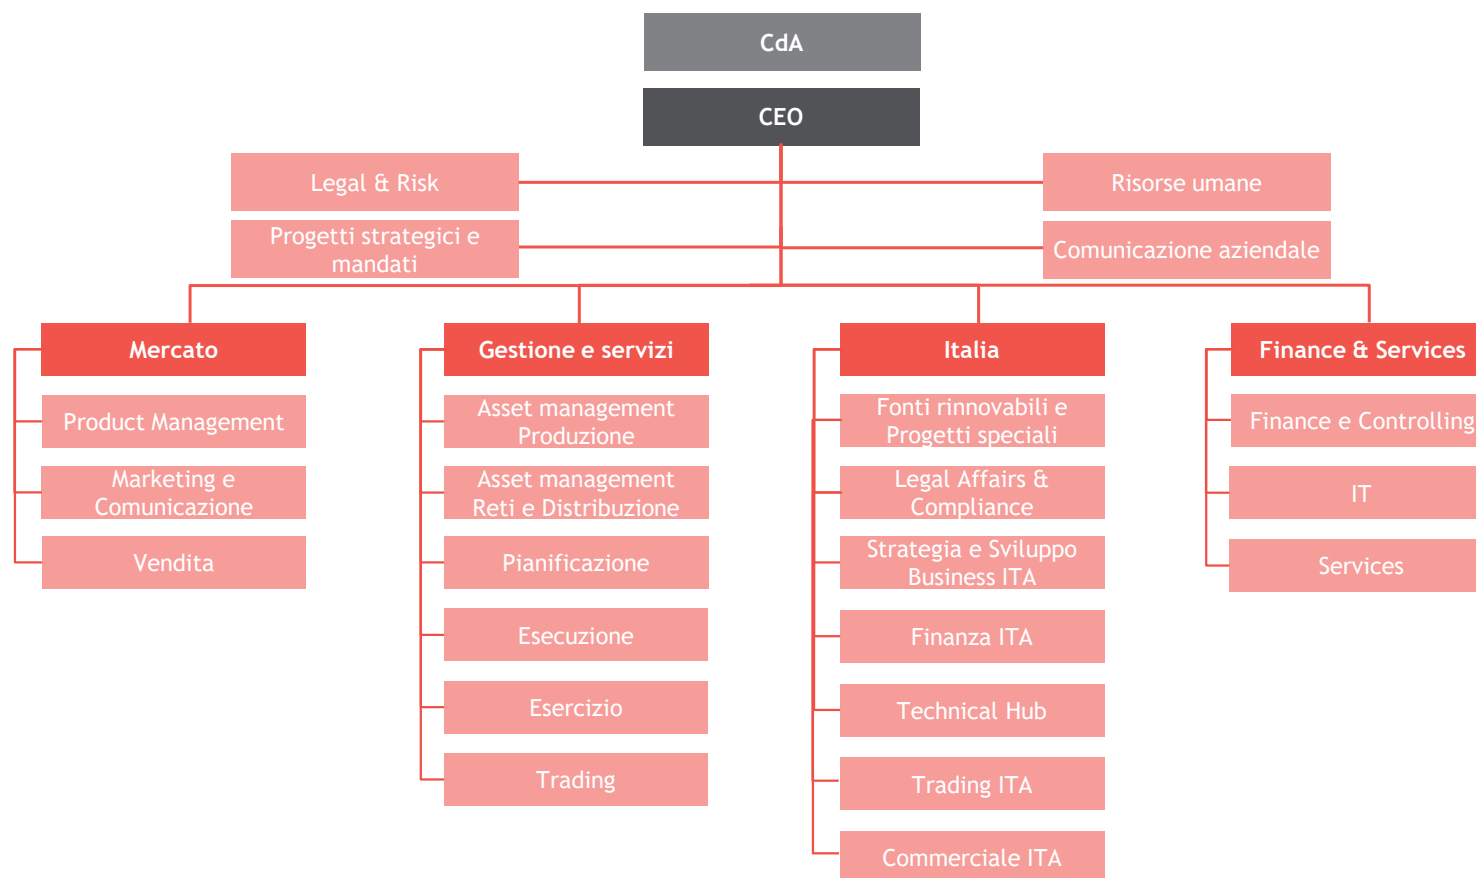 CdA
CEO
Legal & Risk
Risorse umane
Progetti strategici e
mandati
Comunicazione aziendale
Mercato
Product Management
Marketing e
Comunicazione
Vendita
Gestione e servizi
Asset management
Produzione
Asset management
Reti e Distribuzione
Pianificazione
Esecuzione
Esercizio
Trading
Italia
Fonti rinnovabili e
Progetti speciali
Legal Affairs &
Compliance
Strategia e Sviluppo
Business ITA
Finanza ITA
Technical Hub
Trading ITA
Commerciale ITA
Finance & Services
Finance e Controlling
IT
Services